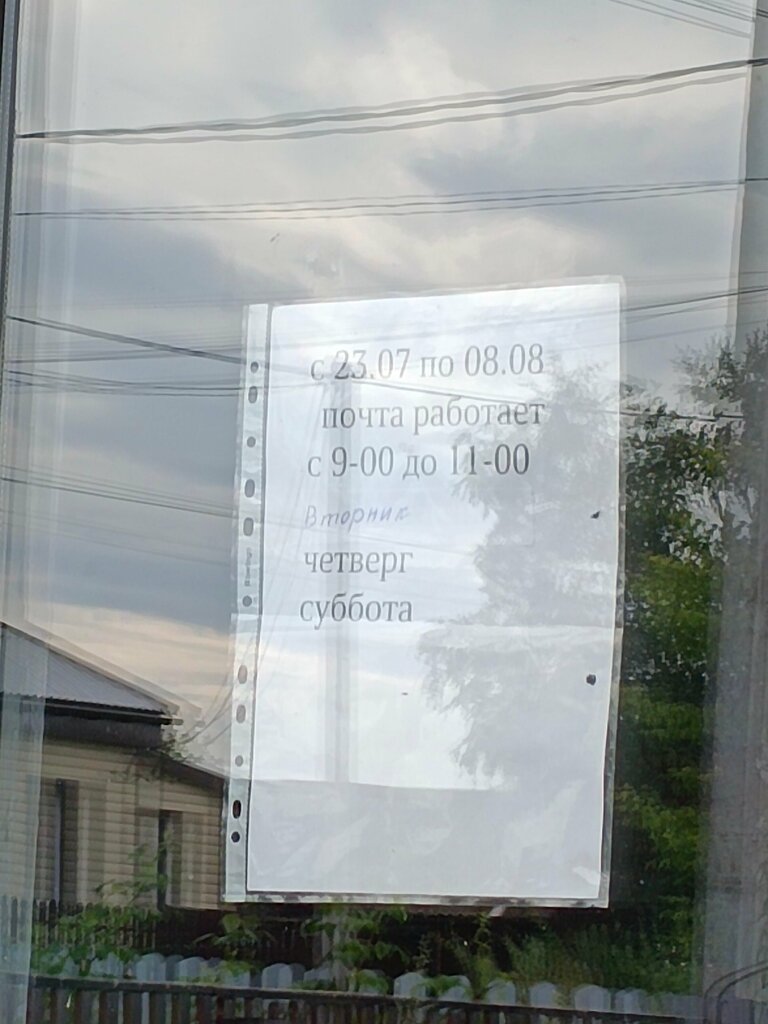 с 23.07 по 08.08
почта работает
с 9-00 до 11-00
Вторник
четверг
суббота